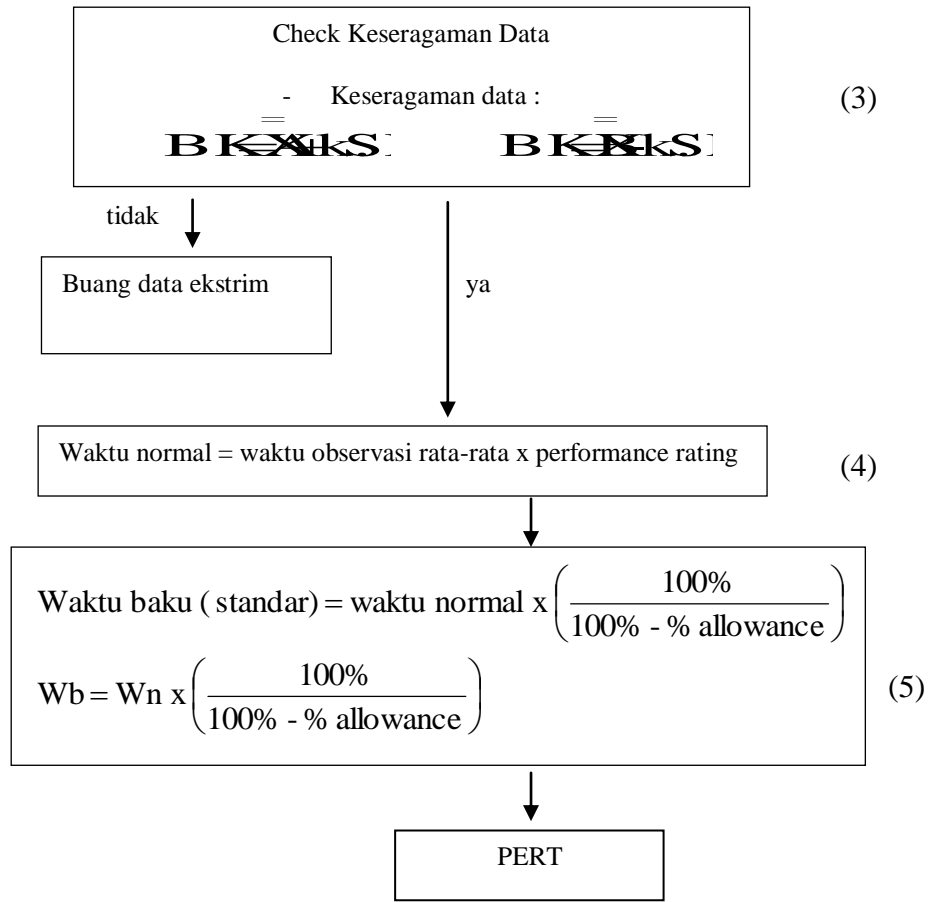 Check Keseragaman Data
- Keseragaman data :
(3)
tidak
Buang data ekstrim
ya
Waktu normal = waktu observasi rata-rata x performance rating
(4)
Waktu baku ( standar) = waktu normal x (100% / 100% - % allowance)
Wb = Wn x (100% / 100% - % allowance)
(5)
PERT